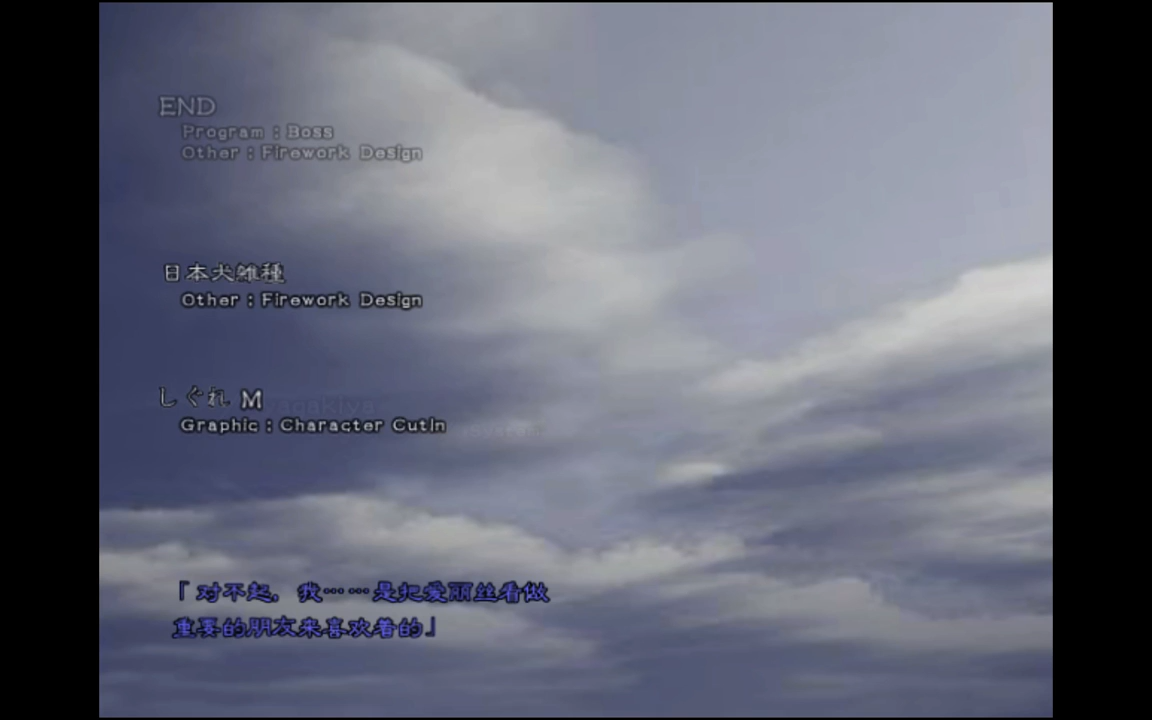 END
Program : Boss
Other : Firework Design
日本犬雑種
Other : Firework Design
しぐれ M
Graphic : Character CutIn
「对不起，我……是把爱丽丝看做
重要的朋友来喜欢着的」